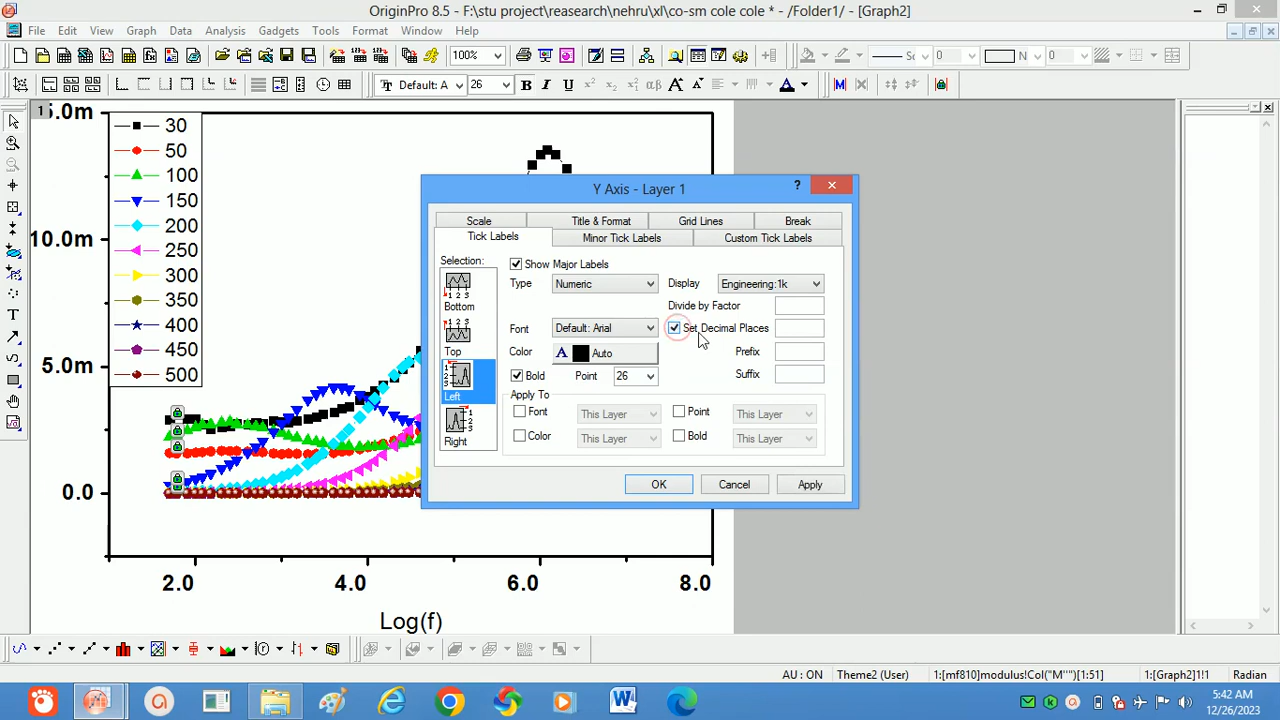 OriginPro 8.5 - F:\stu project\reasearch\nehru\xl\co-sm cole cole * - /Folder1/ - [Graph2]
File Edit View Graph Data Analysis Gadgets Tools Format Window Help
100%
Default: A 26 B I U
1
15.0m
10.0m
5.0m
0.0
30
50
100
150
200
250
300
350
400
450
500
2.0 4.0 6.0 8.0
Log(f)
Y Axis - Layer 1
Scale Title & Format Grid Lines Break
Tick Labels Minor Tick Labels Custom Tick Labels
Selection:
Bottom
Top
Left
Right
Show Major Labels
Type Numeric Display Engineering:1k
Divide by Factor
Font Default: Arial Set Decimal Places
Color Auto Prefix
Bold Point 26 Suffix
Apply To
Font This Layer Point This Layer
Color This Layer Bold This Layer
OK Cancel Apply
AU : ON Theme2 (Nehru) 1:[mf810]modulus!Col("M''")[1:51] 1:[Graph2]1!1 Radian
5:42 AM
12/26/2023